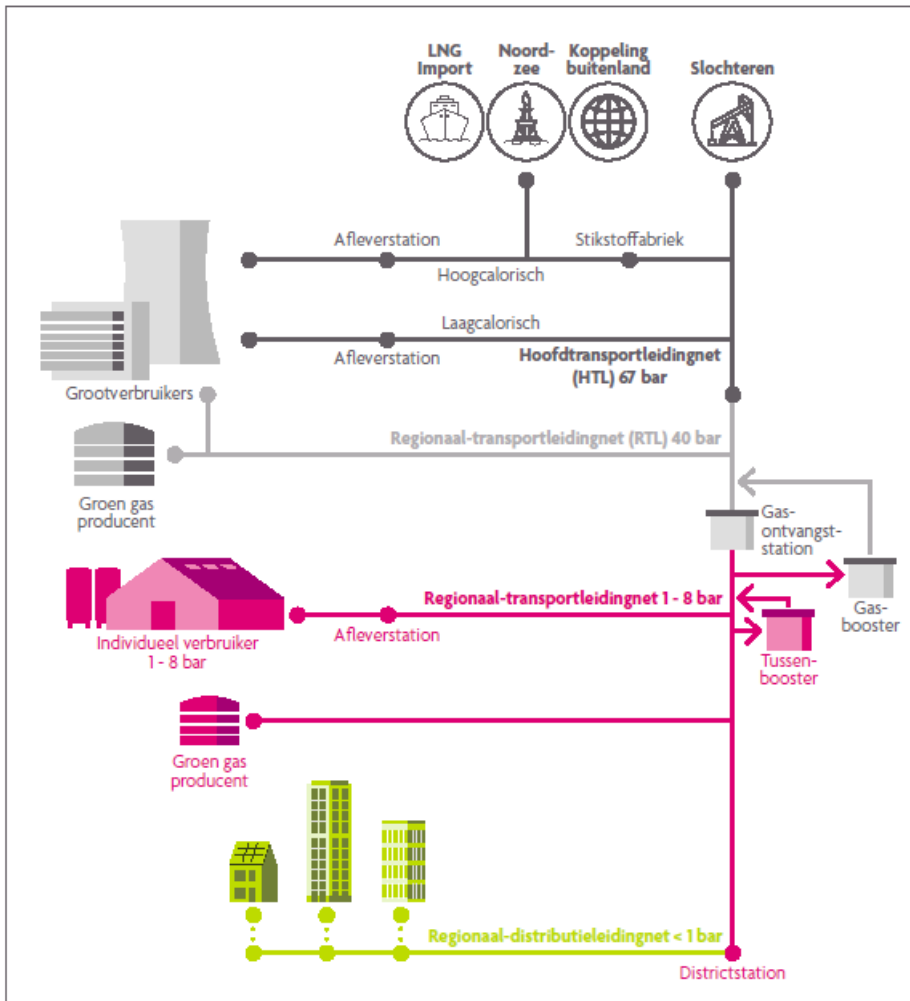 LNG
Import
Noord-
zee
Koppeling
buitenland
Slochteren
Afleverstation
Stikstoffabriek
Hoogcalorisch
Laagcalorisch
Afleverstation
Hoofdtransportleidingnet
(HTL) 67 bar
Grootverbruikers
Regionaal-transportleidingnet (RTL) 40 bar
Groen gas
producent
Gas-
ontvangst-
station
Gas-
booster
Regionaal-transportleidingnet 1 - 8 bar
Afleverstation
Individueel verbruiker
1 - 8 bar
Tussen-
booster
Groen gas
producent
Regionaal-distributieleidingnet < 1 bar
Districtstation